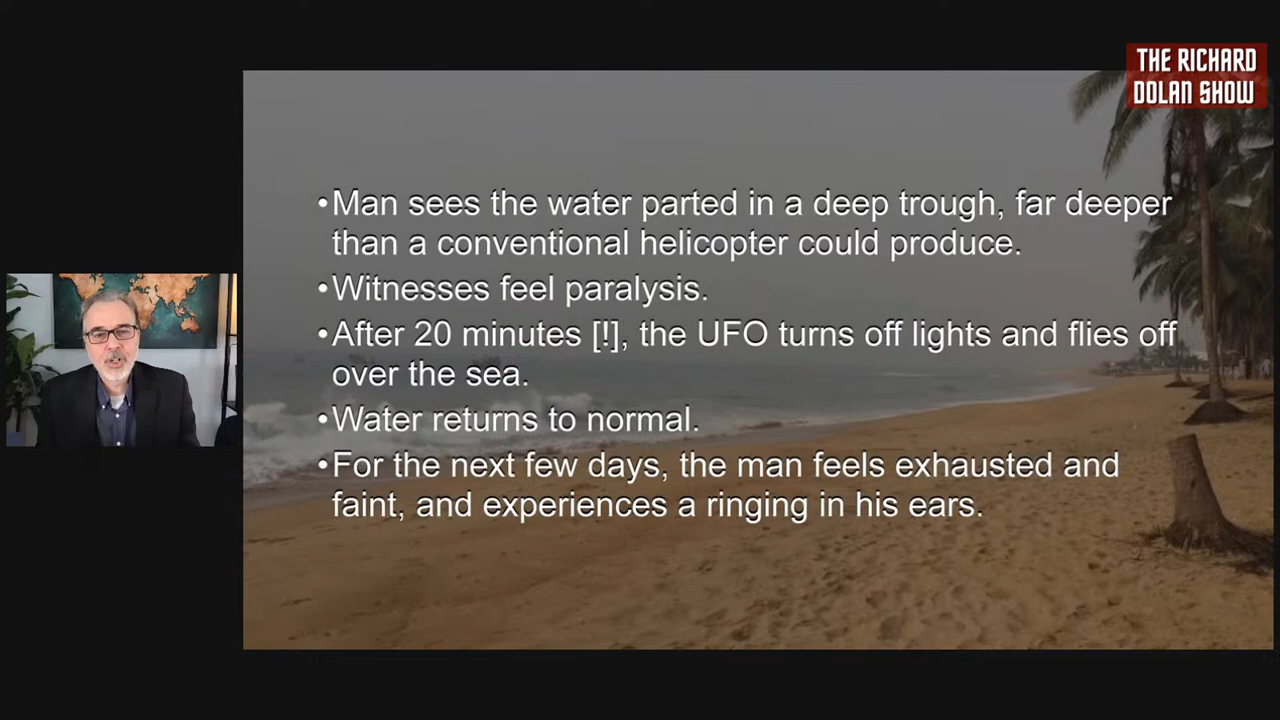 THE RICHARD
DOLAN SHOW
•Man sees the water parted in a deep trough, far deeper
than a conventional helicopter could produce.
•Witnesses feel paralysis.
•After 20 minutes [!], the UFO turns off lights and flies off
over the sea.
•Water returns to normal.
•For the next few days, the man feels exhausted and
faint, and experiences a ringing in his ears.